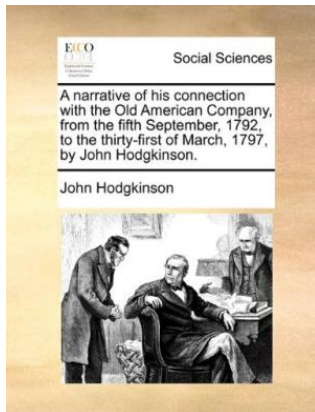 ECCO
Social Sciences
A narrative of his connection
with the Old American Company,
from the fifth September, 1792,
to the thirty-first of March, 1797,
by John Hodgkinson.
John Hodgkinson